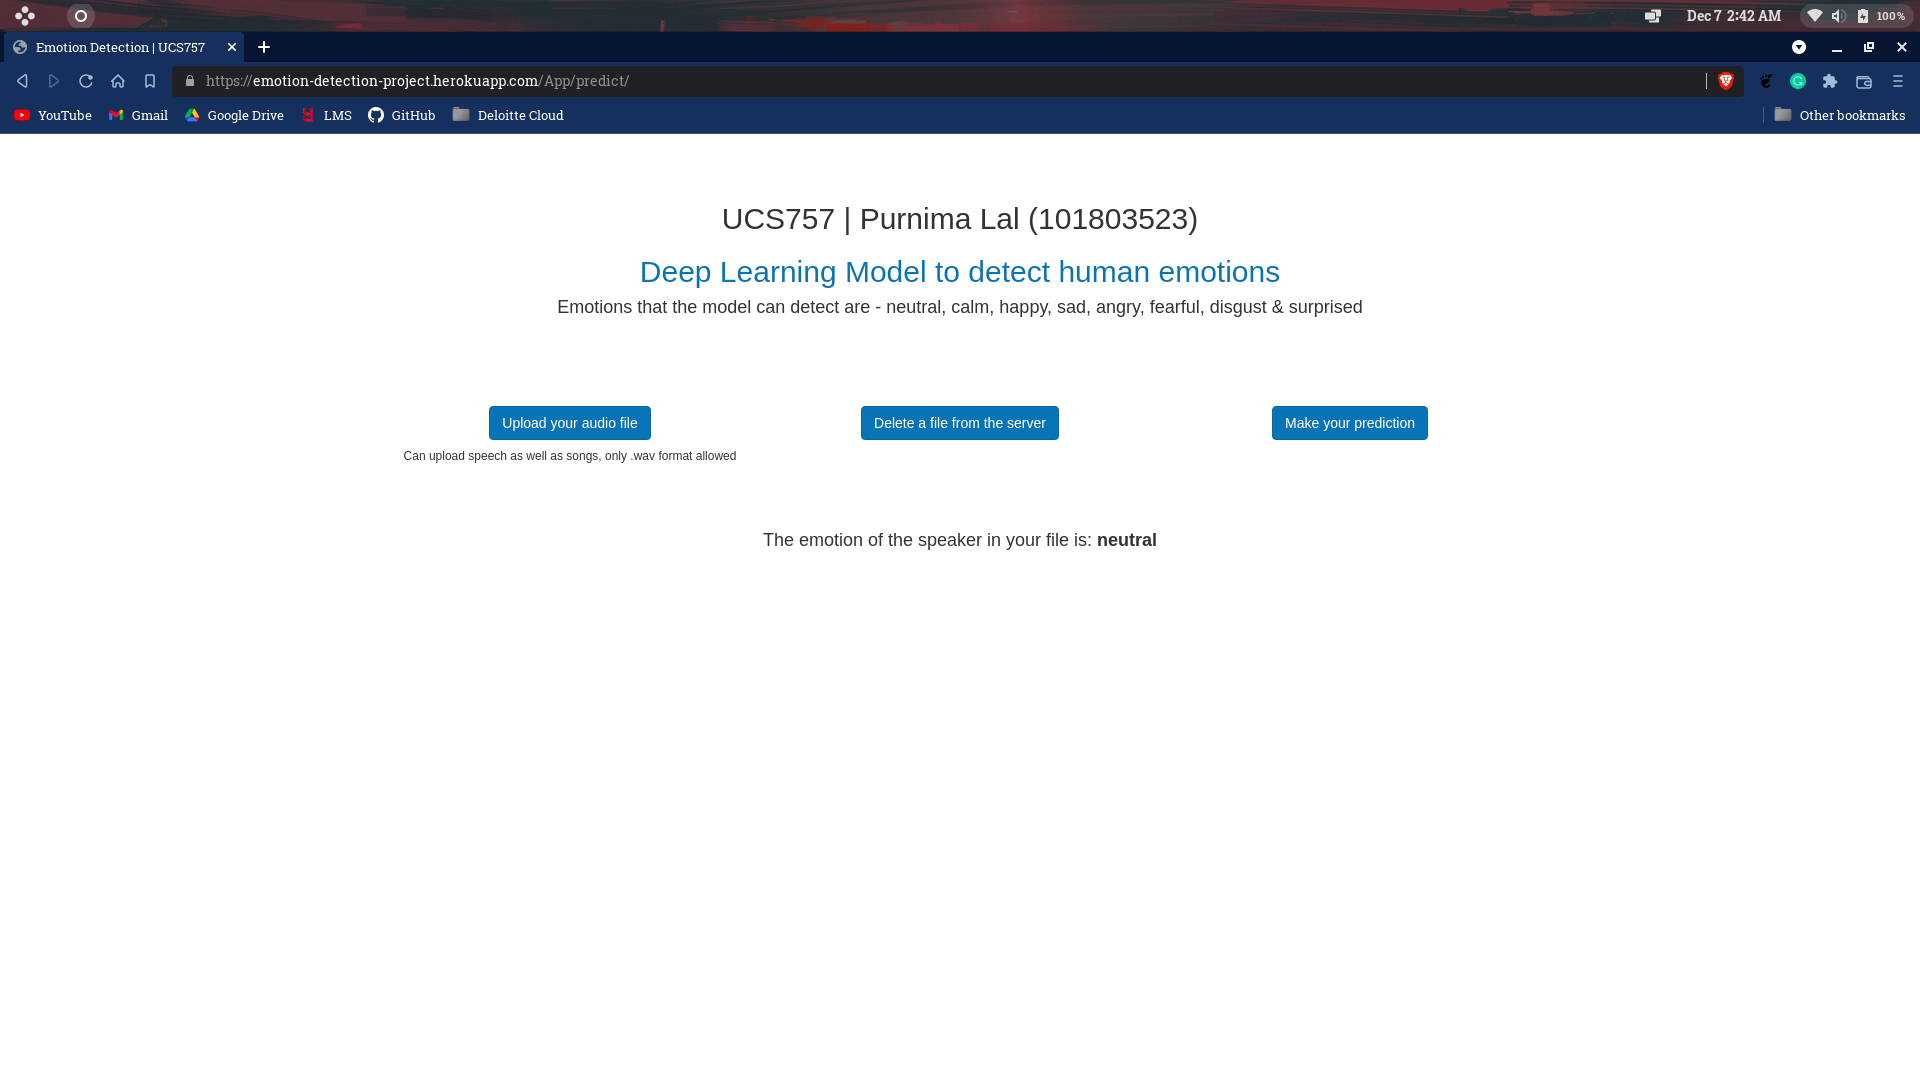 Dec 7 2:42 AM
100%
Emotion Detection | UCS757
https://emotion-detection-project.herokuapp.com/App/predict/
YouTube Gmail Google Drive LMS GitHub Deloitte Cloud Other bookmarks
UCS757 | Purnima Lal (101803523)
Deep Learning Model to detect human emotions
Emotions that the model can detect are - neutral, calm, happy, sad, angry, fearful, disgust & surprised
Upload your audio file
Delete a file from the server
Make your prediction
Can upload speech as well as songs, only .wav format allowed
The emotion of the speaker in your file is: neutral